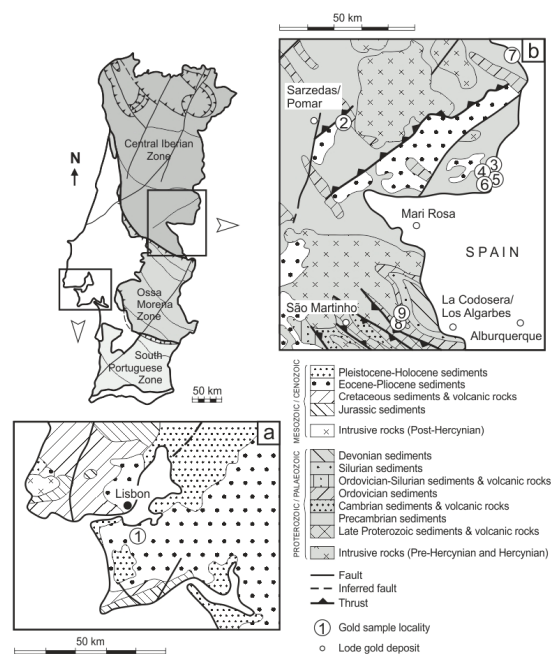 50 km
b
7
Sarzedas/
Pomar
2
Central Iberian
Zone
N
4 3
6 5
Mari Rosa
SPAIN
Ossa
Morena
Zone
São Martinho
9
8
La Codosera/
Los Algarbes
Alburquerque
South
Portuguese
Zone
50 km
a
Lisbon
1
50 km
MESOZOIC / CENOZOIC
Pleistocene-Holocene sediments
Eocene-Pliocene sediments
Cretaceous sediments & volcanic rocks
Jurassic sediments
Intrusive rocks (Post-Hercynian)
PROTEROZOIC / PALAEOZOIC
Devonian sediments
Silurian sediments
Ordovician-Silurian sediments & volcanic rocks
Ordovician sediments
Cambrian sediments & volcanic rocks
Precambrian sediments
Late Proterozoic sediments & volcanic rocks
Intrusive rocks (Pre-Hercynian and Hercynian)
Fault
Inferred fault
Thrust
1 Gold sample locality
Lode gold deposit